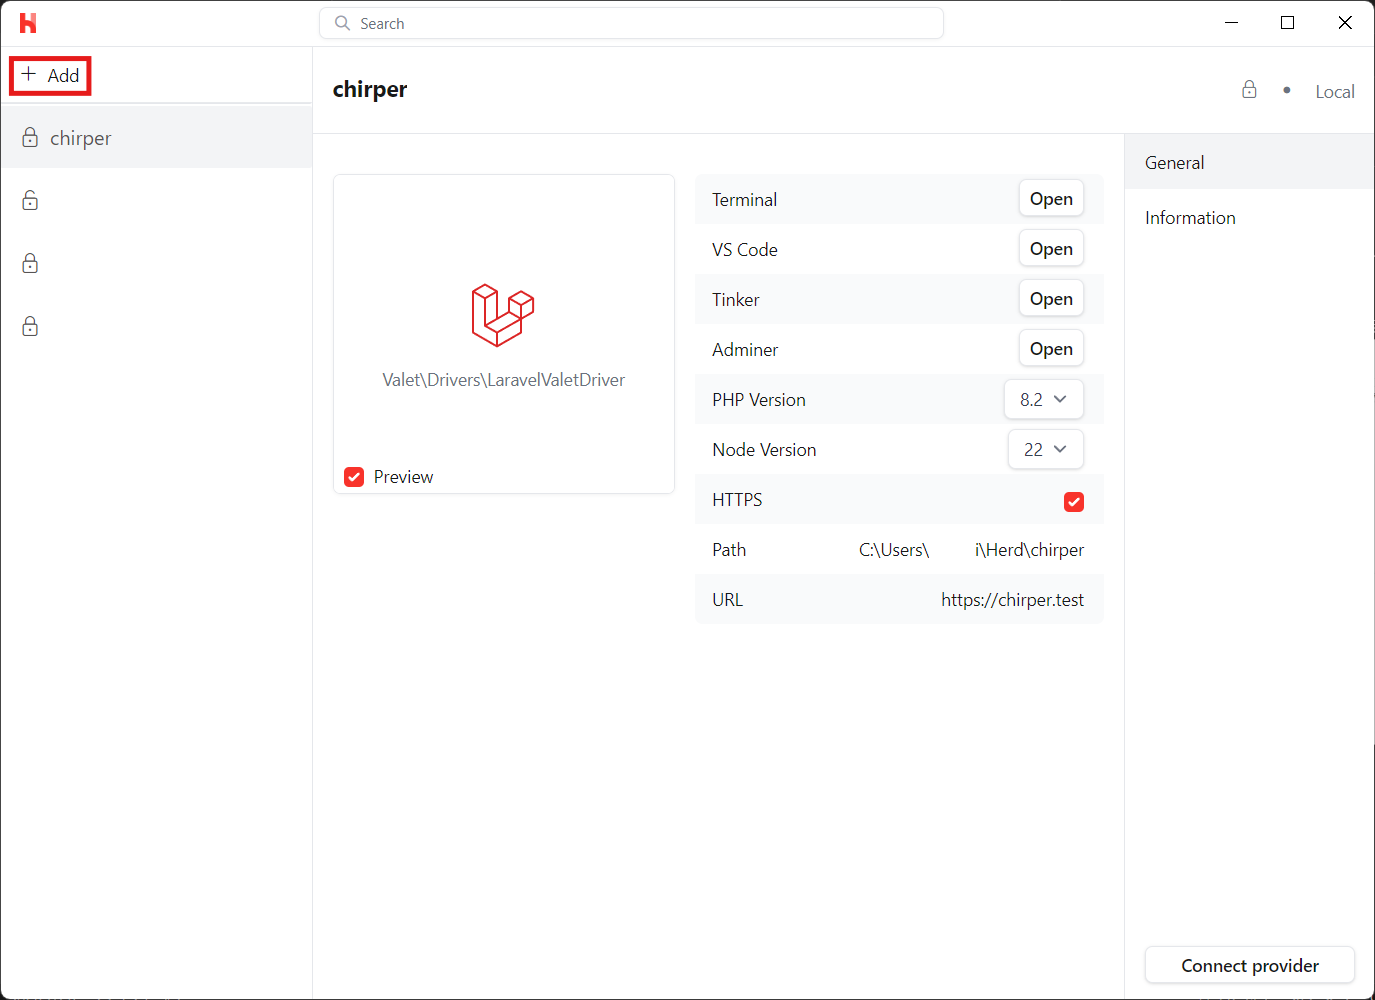 Search
Add
chirper
chirper
Local
Valet\Drivers\LaravelValetDriver
Preview
Terminal Open
VS Code Open
Tinker Open
Adminer Open
PHP Version 8.2
Node Version 22
HTTPS
Path C:\Users\ i\Herd\chirper
URL https://chirper.test
General
Information
Connect provider